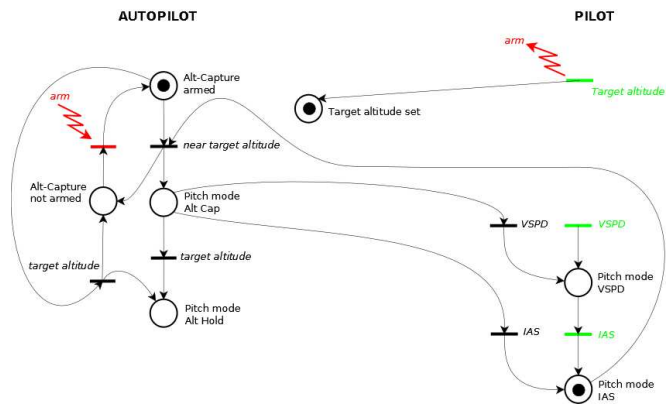 AUTOPILOT
PILOT
arm
Alt-Capture
armed
Target altitude
Target altitude set
arm
near target altitude
Alt-Capture
not armed
Pitch mode
Alt Cap
VSPD
VSPD
target altitude
target altitude
Pitch mode
VSPD
Pitch mode
Alt Hold
IAS
IAS
Pitch mode
IAS